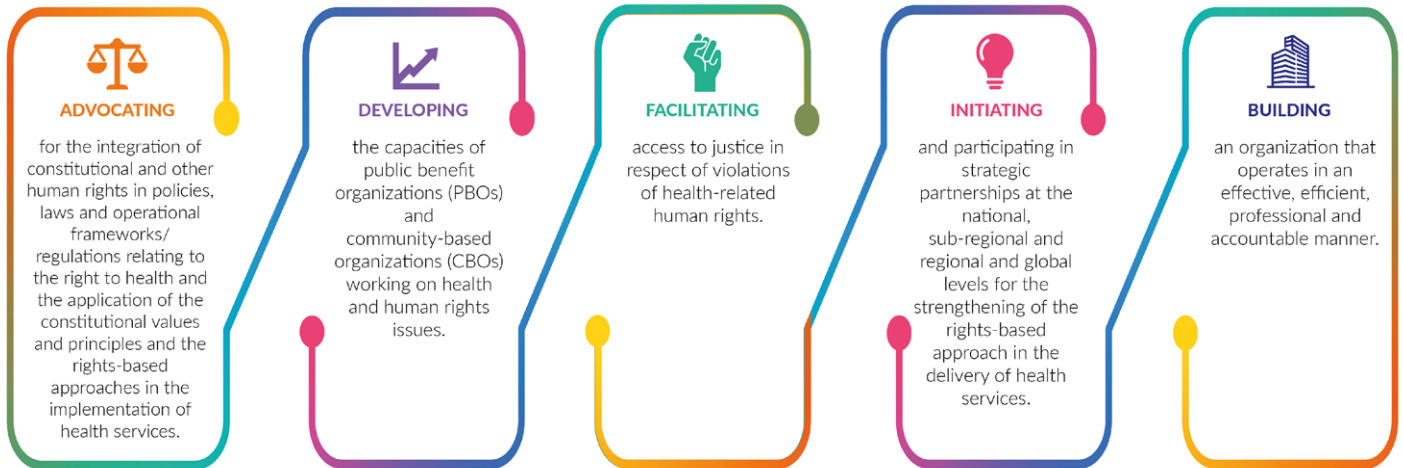 ADVOCATING
for the integration of
constitutional and other
human rights in policies,
laws and operational
frameworks/
regulations relating to
the right to health and
the application of the
constitutional values
and principles and the
rights-based
approaches in the
implementation of
health services.
DEVELOPING
the capacities of
public benefit
organizations (PBOs)
and
community-based
organizations (CBOs)
working on health
and human rights
issues.
FACILITATING
access to justice in
respect of violations
of health-related
human rights.
INITIATING
and participating in
strategic
partnerships at the
national,
sub-regional and
regional and global
levels for the
strengthening of the
rights-based
approach in the
delivery of health
services.
BUILDING
an organization that
operates in an
effective, efficient,
professional and
accountable manner.